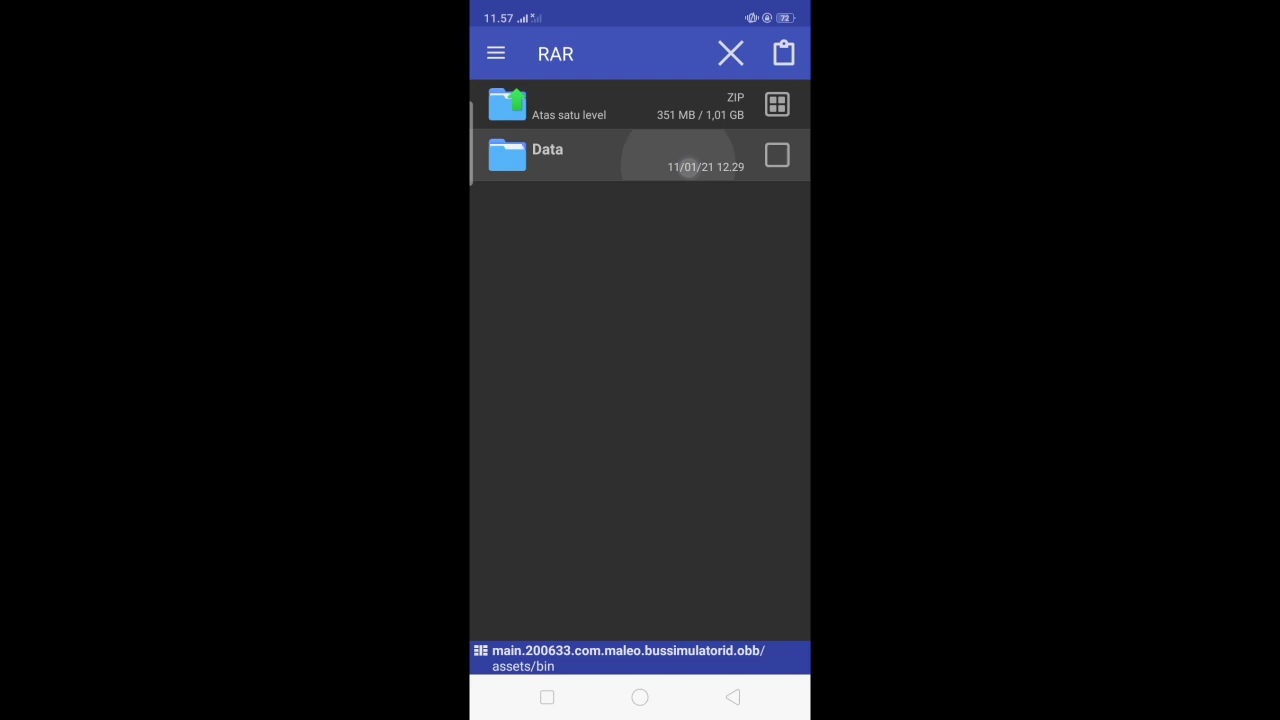 11.57
72
RAR
ZIP
Atas satu level
351 MB / 1,01 GB
Data
11/01/21 12.29
main.200633.com.maleo.bussimulatorid.obb/
assets/bin